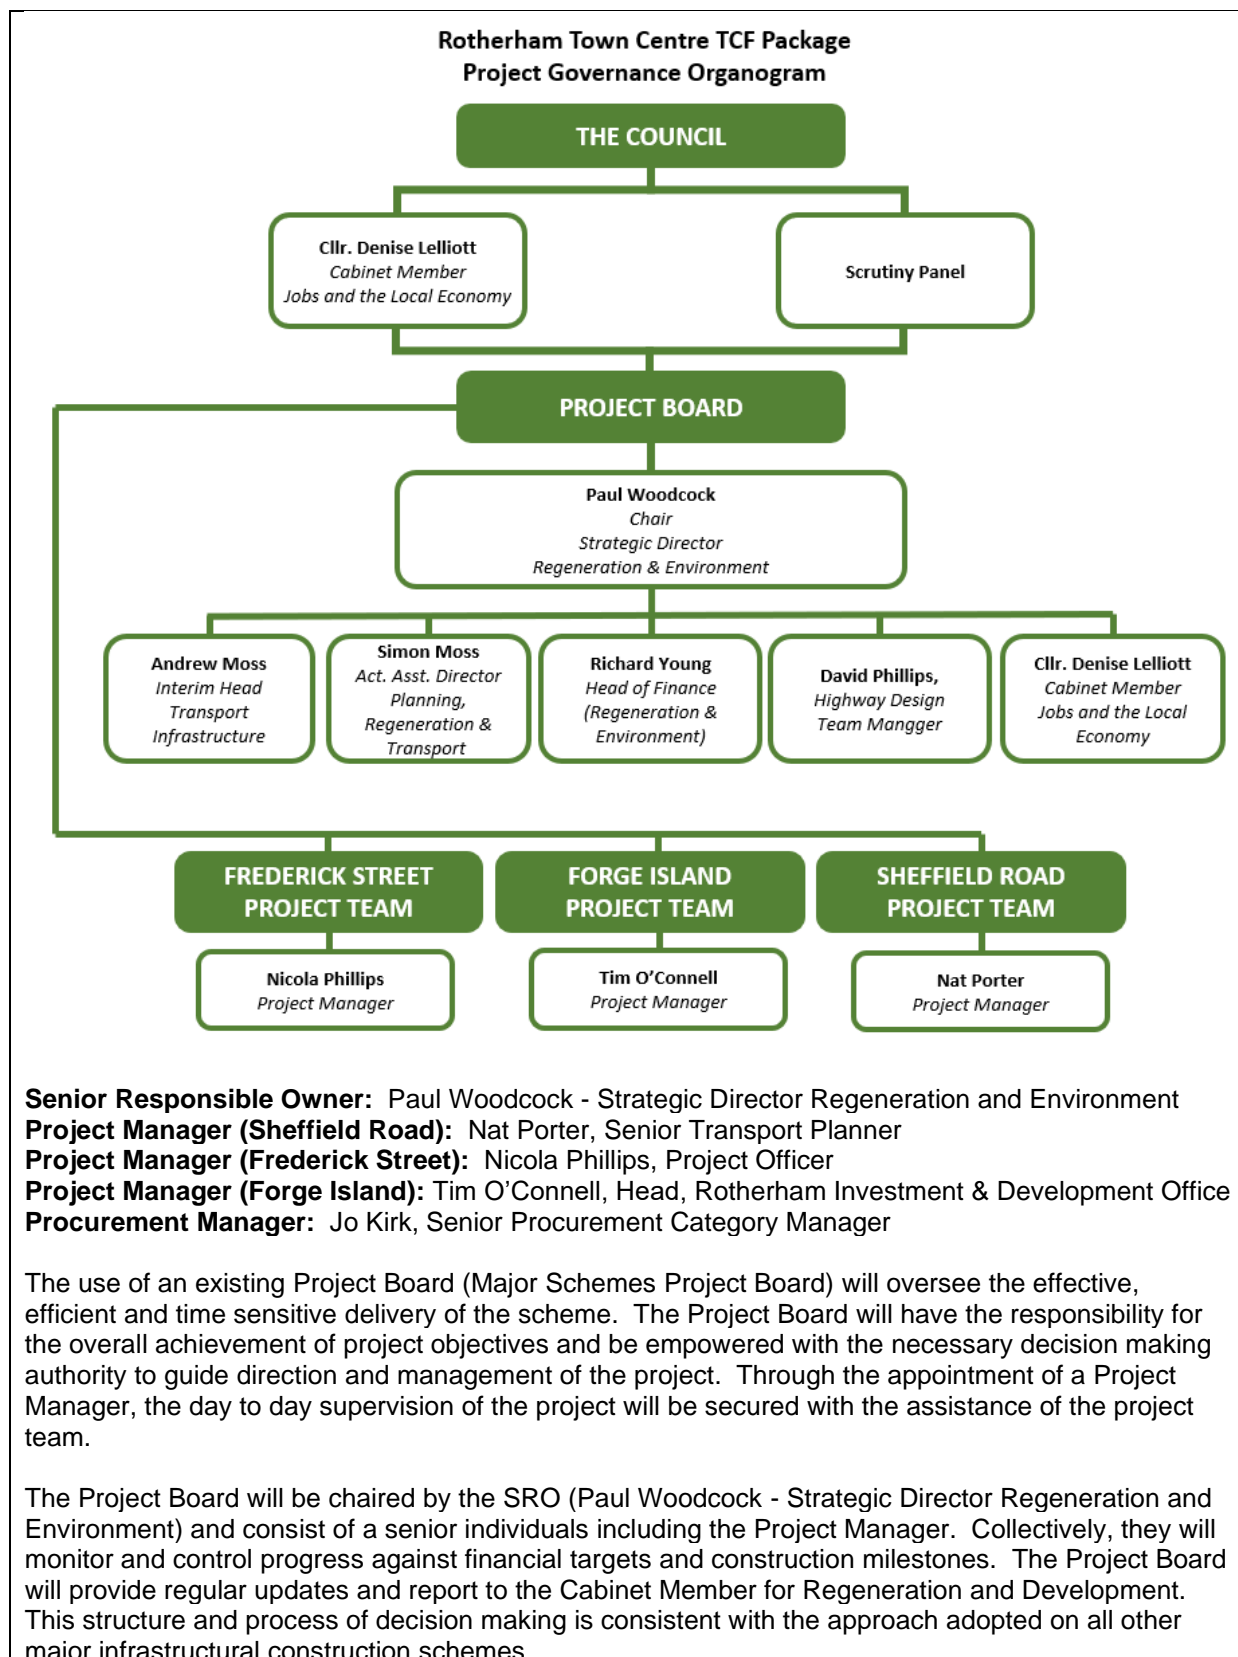 Rotherham Town Centre TCF Package
Project Governance Organogram
THE COUNCIL
Cllr. Denise Lelliott
Cabinet Member
Jobs and the Local Economy
Scrutiny Panel
PROJECT BOARD
Paul Woodcock
Chair
Strategic Director
Regeneration & Environment
Andrew Moss
Interim Head
Transport
Infrastructure
Simon Moss
Act. Asst. Director
Planning,
Regeneration &
Transport
Richard Young
Head of Finance
(Regeneration &
Environment)
David Phillips,
Highway Design
Team Mangger
Cllr. Denise Lelliott
Cabinet Member
Jobs and the Local
Economy
FREDERICK STREET
PROJECT TEAM
FORGE ISLAND
PROJECT TEAM
SHEFFIELD ROAD
PROJECT TEAM
Nicola Phillips
Project Manager
Tim O'Connell
Project Manager
Nat Porter
Project Manager
Senior Responsible Owner: Paul Woodcock - Strategic Director Regeneration and Environment
Project Manager (Sheffield Road): Nat Porter, Senior Transport Planner
Project Manager (Frederick Street): Nicola Phillips, Project Officer
Project Manager (Forge Island): Tim O'Connell, Head, Rotherham Investment & Development Office
Procurement Manager: Jo Kirk, Senior Procurement Category Manager
The use of an existing Project Board (Major Schemes Project Board) will oversee the effective,
efficient and time sensitive delivery of the scheme. The Project Board will have the responsibility for
the overall achievement of project objectives and be empowered with the necessary decision making
authority to guide direction and management of the project. Through the appointment of a Project
Manager, the day to day supervision of the project will be secured with the assistance of the project
team.
The Project Board will be chaired by the SRO (Paul Woodcock - Strategic Director Regeneration and
Environment) and consist of a senior individuals including the Project Manager. Collectively, they will
monitor and control progress against financial targets and construction milestones. The Project Board
will provide regular updates and report to the Cabinet Member for Regeneration and Development.
This structure and process of decision making is consistent with the approach adopted on all other
major infrastructural construction schemes